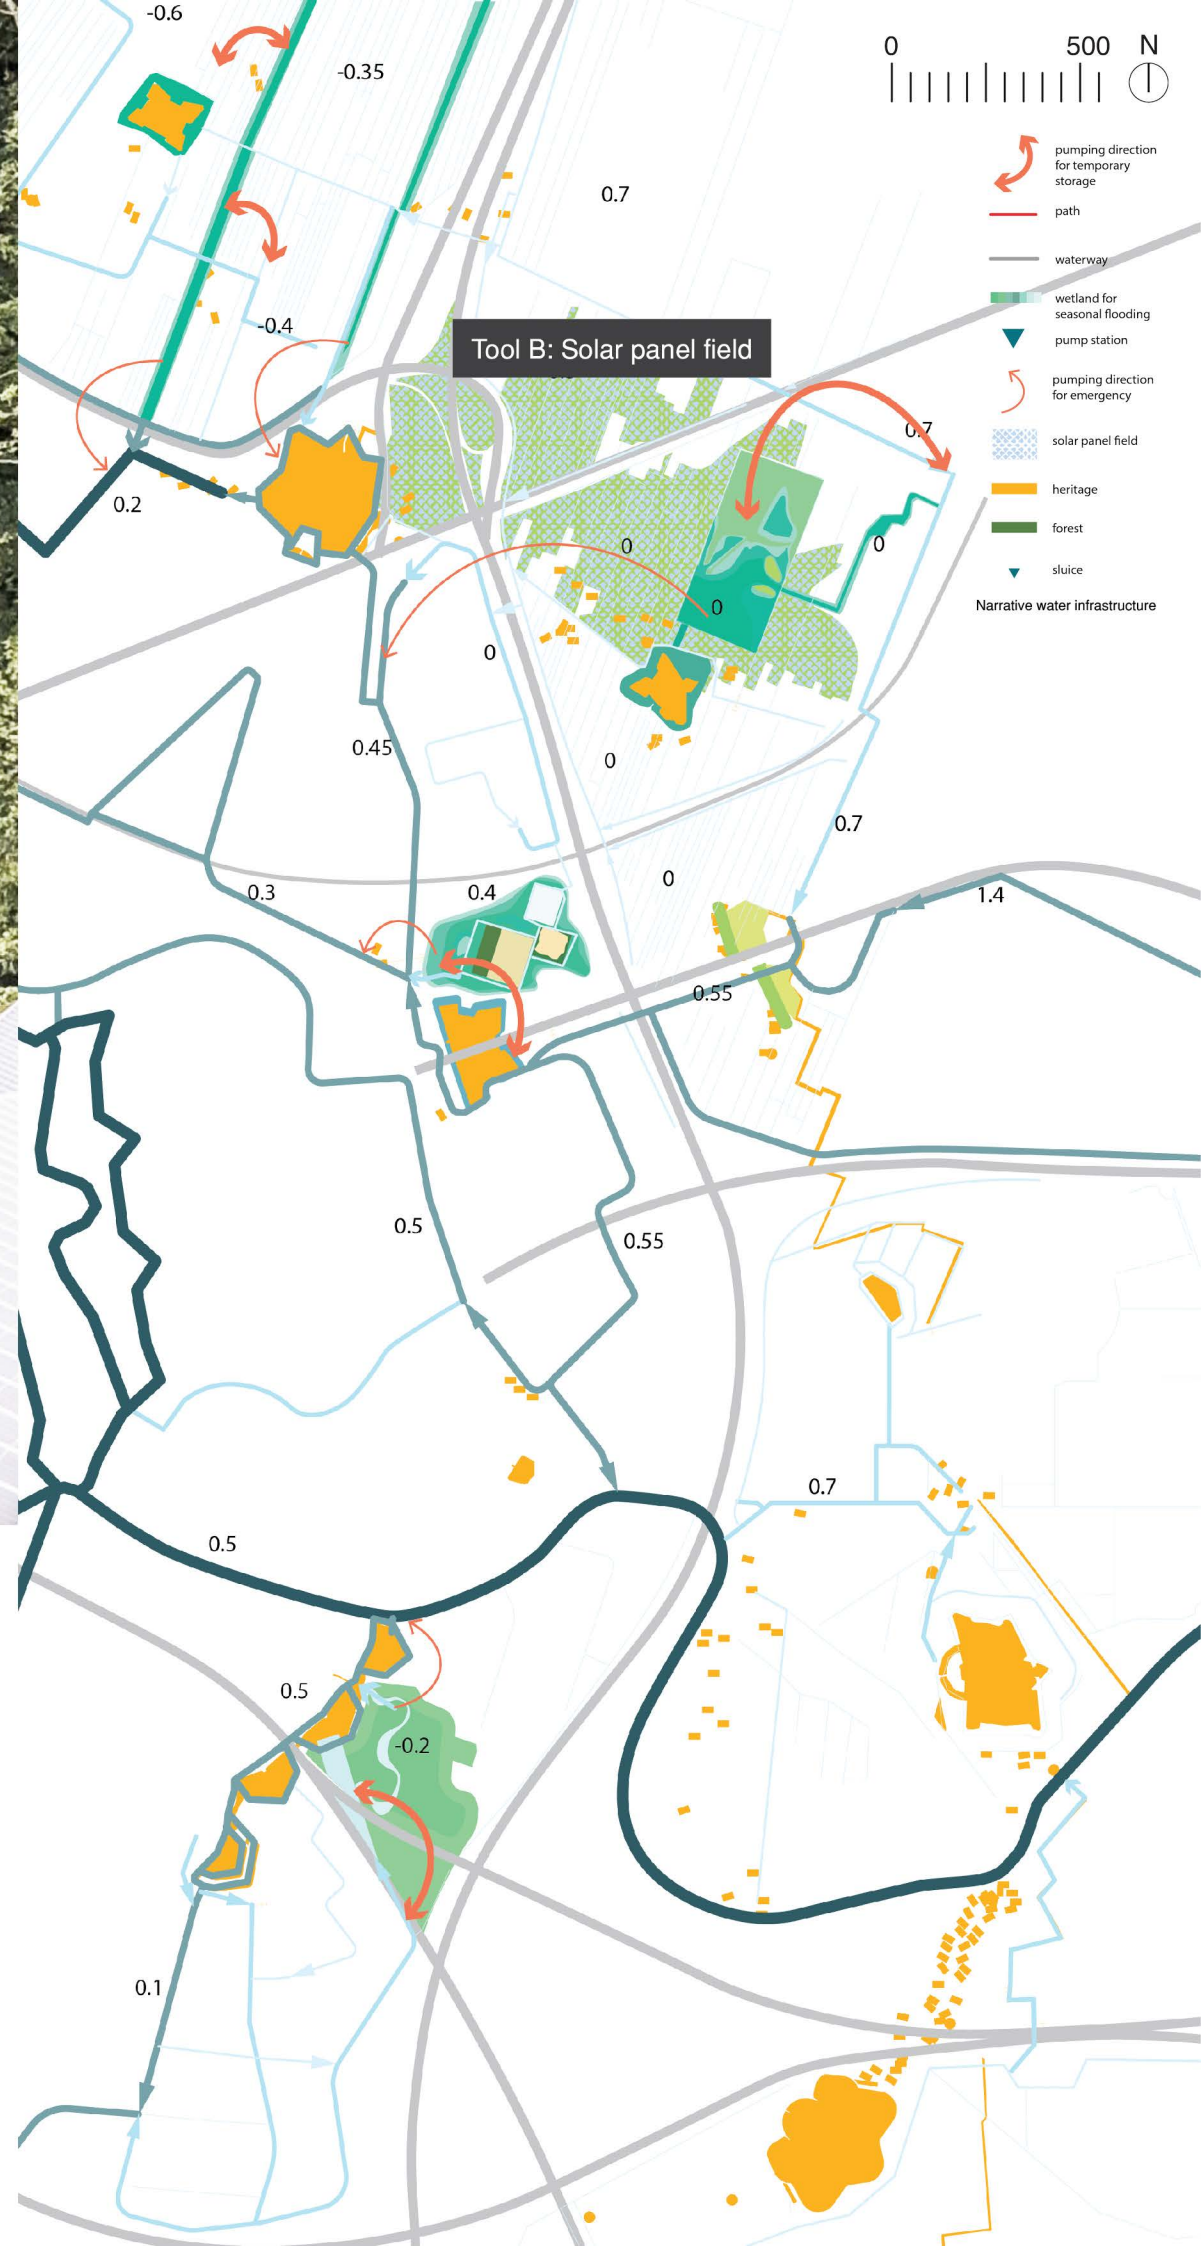 -0.6
0 500 N
-0.35
pumping direction
for temporary
storage
0.7
path
waterway
wetland for
seasonal flooding
-0.4
pump station
Tool B: Solar panel field
pumping direction
for emergency
0.7
solar panel field
heritage
0.2
forest
0
0
sluice
0
Narrative water infrastructure
0
0.45
0
0.7
0
0.3
0.4
1.4
0.55
0.5
0.55
0.7
0.5
0.5
-0.2
0.1